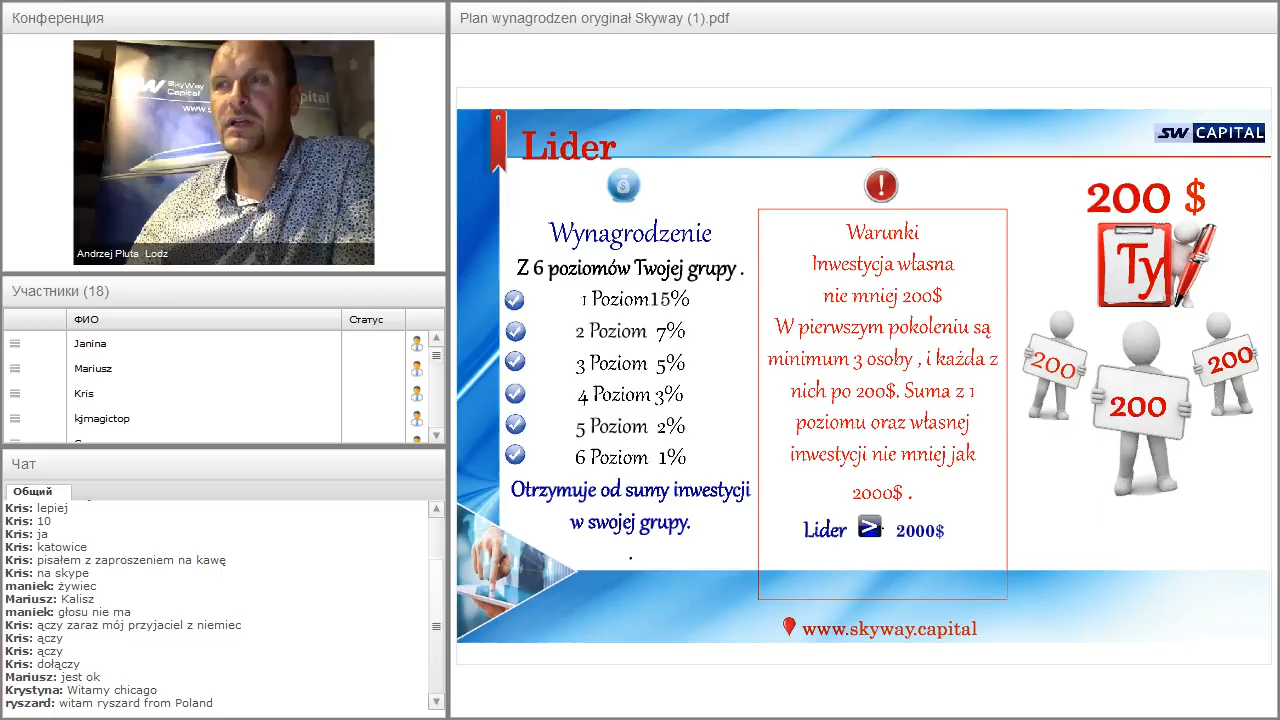 Конференция
SkyWay
Capital
www.s
Andrzej Pluta Lodz
Участники (18)
ФИО
Статус
Janina
Mariusz
Kris
kjmagictop
Чат
Общий
Kris: lepiej
Kris: 10
Kris: ja
Kris: katowice
Kris: pisałem z zaproszeniem na kawę
Kris: na skype
maniek: żywiec
Mariusz: Kalisz
maniek: głosu nie ma
Kris: ączy zaraz mój przyjaciel z niemiec
Kris: ączy
Kris: ączy
Kris: dołączy
Mariusz: jest ok
Krystyna: Witamy chicago
ryszard: witam ryszard from Poland
Plan wynagrodzen oryginał Skyway (1).pdf
Lider
SW CAPITAL
Wynagrodzenie
Z 6 poziomów Twojej grupy .
1 Poziom 15%
2 Poziom 7%
3 Poziom 5%
4 Poziom 3%
5 Poziom 2%
6 Poziom 1%
Otrzymuje od sumy inwestycji
w swojej grupy.
.
!
Warunki
Inwestycja własna
nie mniej 200$
W pierwszym pokoleniu są
minimum 3 osoby , i każda z
nich po 200$. Suma z 1
poziomu oraz własnej
inwestycji nie mniej jak
2000$ .
Lider > 2000$
200 $
Ty
200
200
200
www.skyway.capital